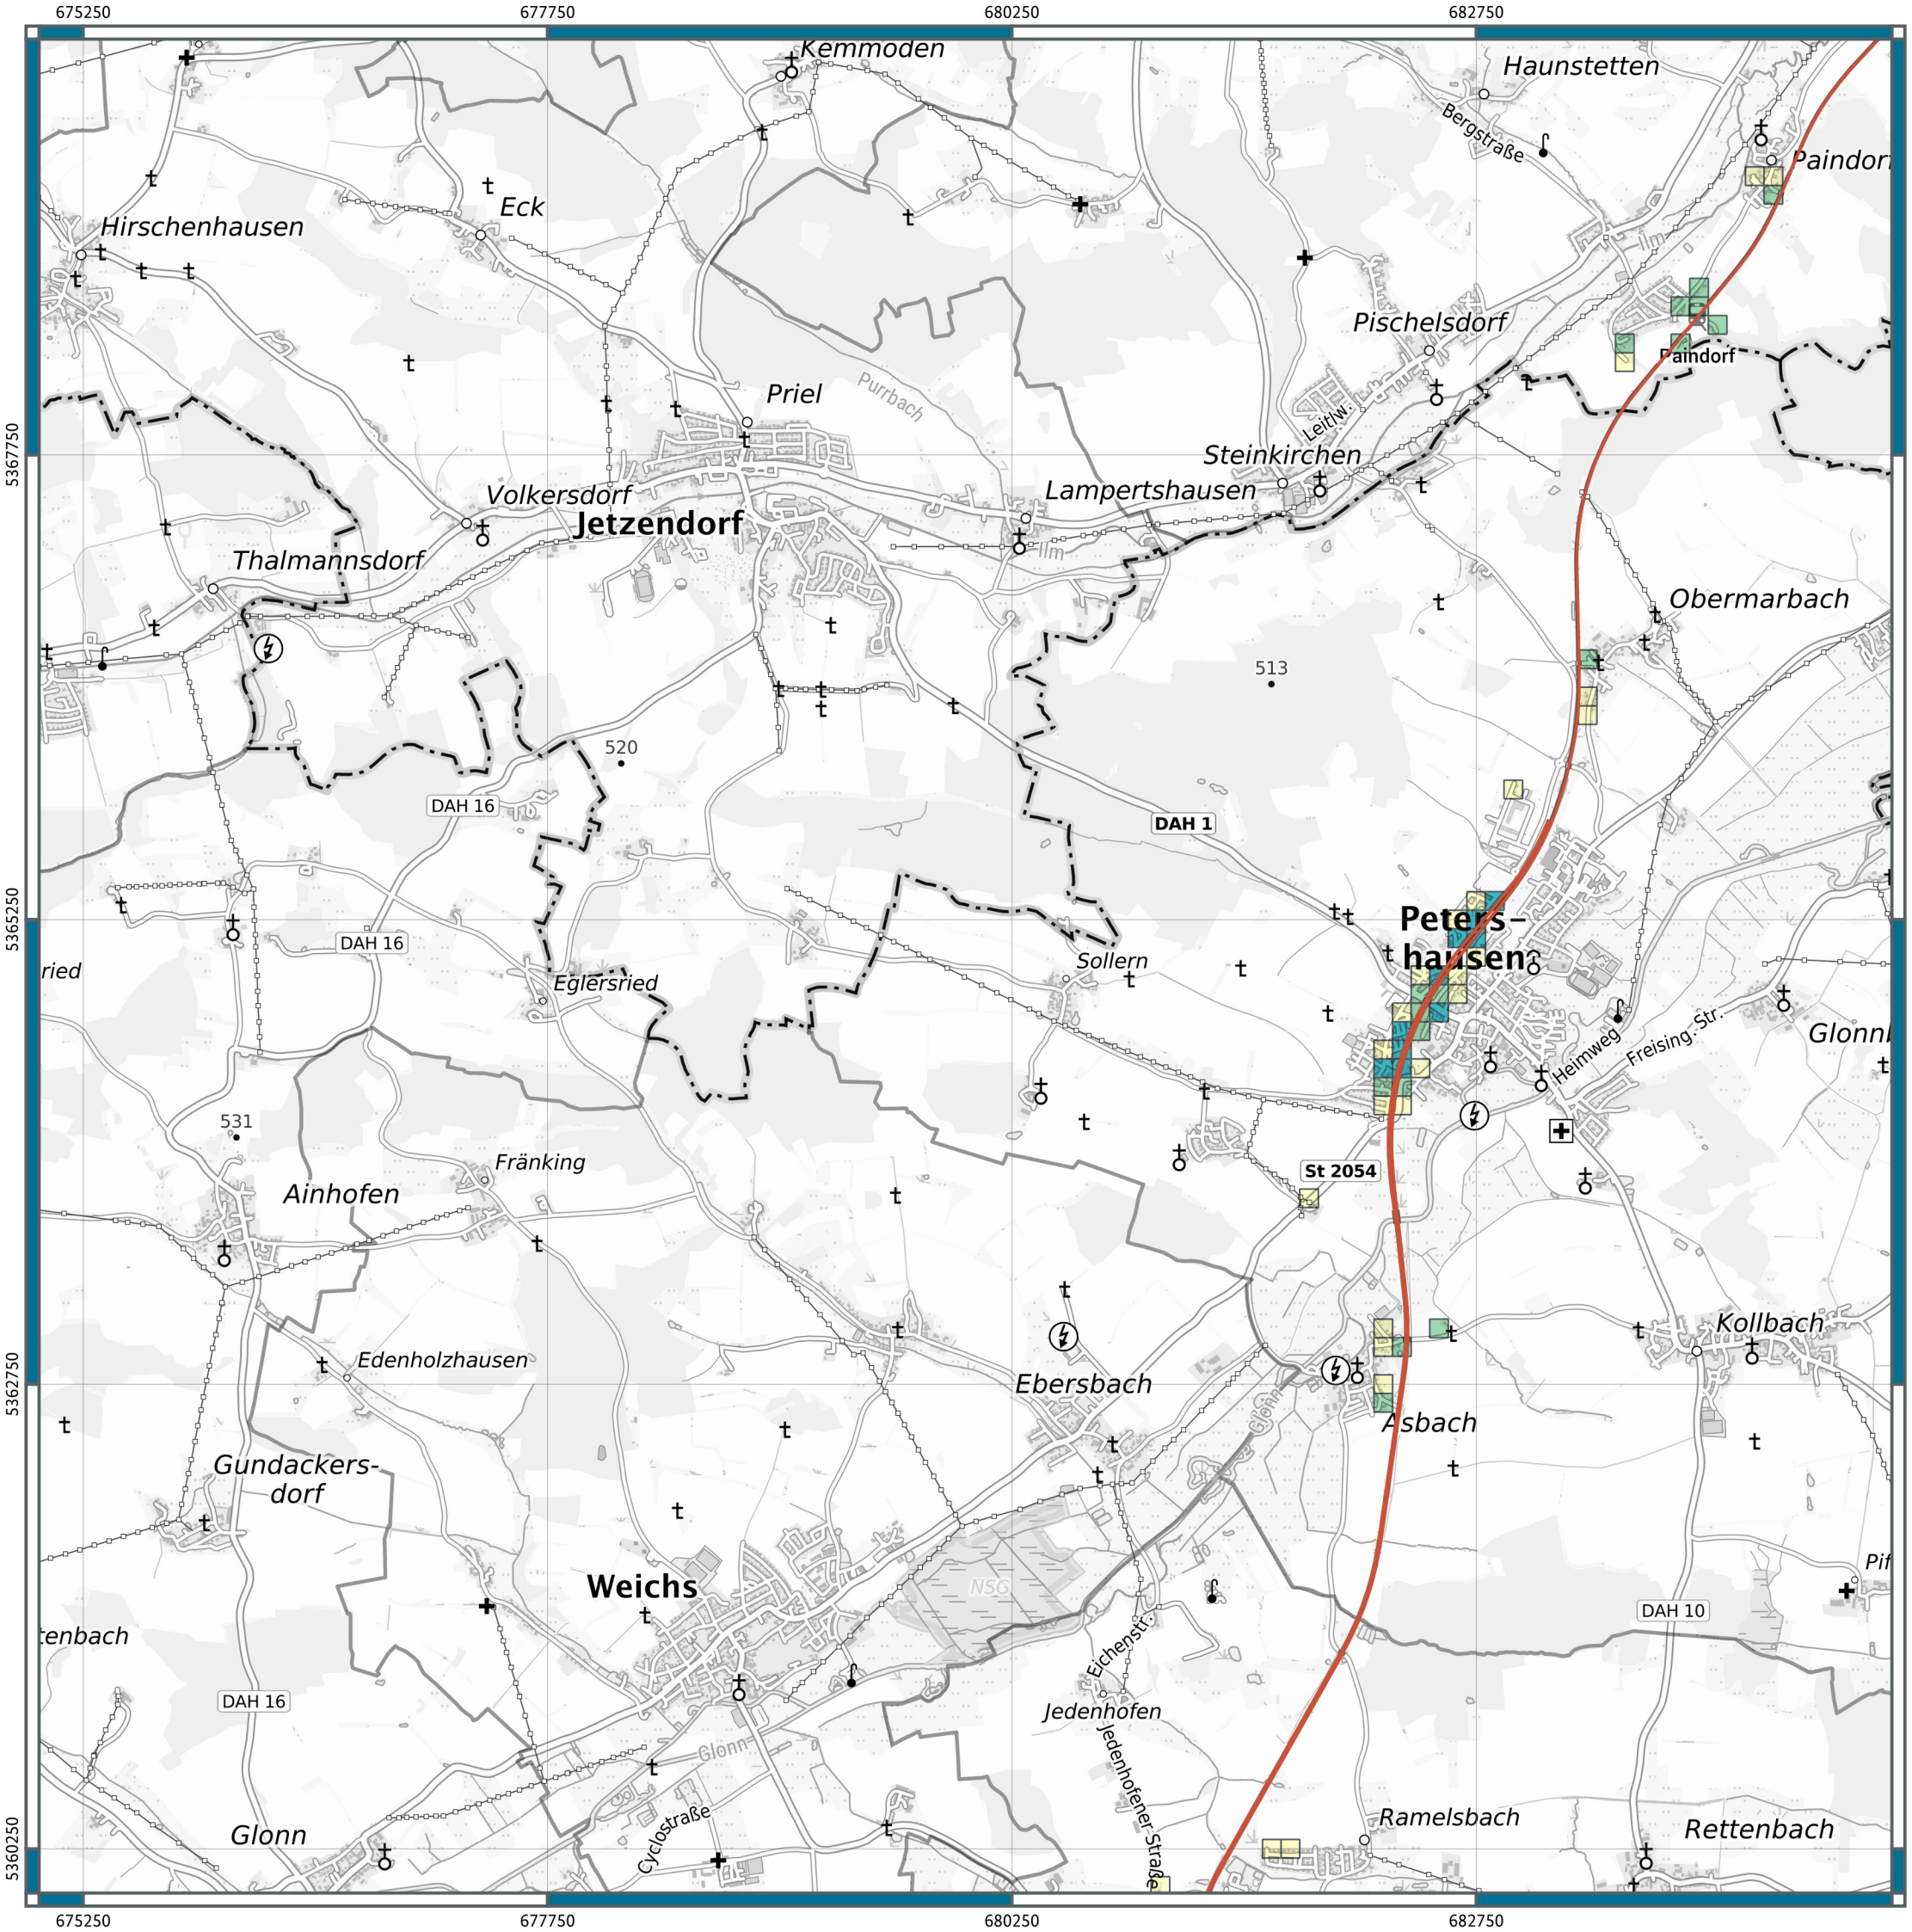 675250 677750 680250 682750
Kemmoden
Haunstetten
Bergstraße
Paindorf
Eck
Hirschenhausen
Ilm
Pischelsdorf
Paindorf
Priel
Purrbach
Leitlw.
5367750
Steinkirchen
Volkersdorf
Lampertshausen
Jetzendorf
Ilm
Thalmannsdorf
Obermarbach
513
520
DAH 16
DAH 1
5365250
Peters-
hausen
DAH 16
Sollern
ried
Eglersried
Glonnb
Freising. Str.
Heimweg
531
Fränking
St 2054
Ainhofen
Kollbach
Edenholzhausen
5362750
Ebersbach
Glonn
Asbach
Gundackers-
dorf
Pif
Weichs
NSG
DAH 10
tenbach
Eichenstr.
DAH 16
Jedenhofen
Glonn
Jedenhofener Straße
Cyclostraße
Ramelsbach
Rettenbach
Glonn
5360250
675250 677750 680250 682750